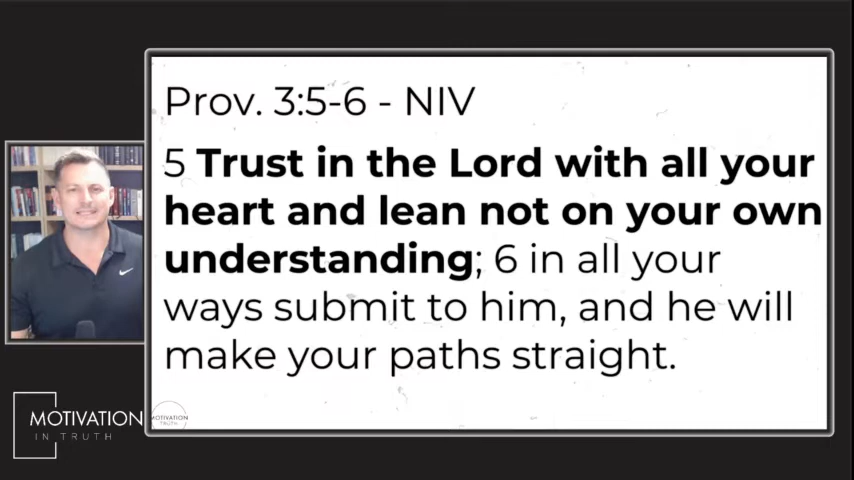 Prov. 3:5-6 - NIV
5 Trust in the Lord with all your
heart and lean not on your own
understanding; 6 in all your
ways submit to him, and he will
make your paths straight.
MOTIVATION
IN TRUTH
MOTIVATION
TRUTH